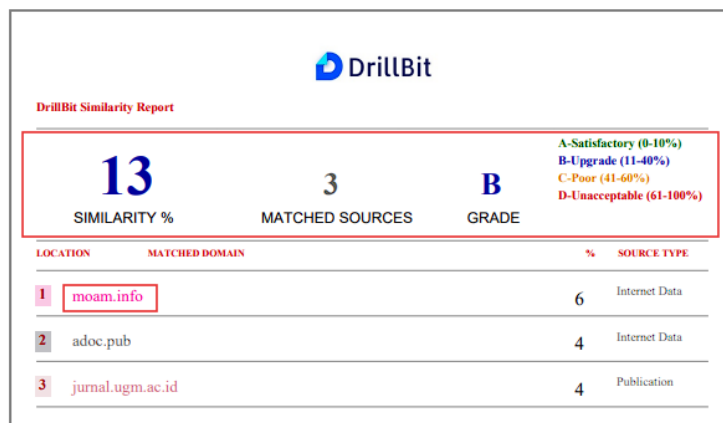 DrillBit
DrillBit Similarity Report
13
SIMILARITY %
3
MATCHED SOURCES
B
GRADE
A-Satisfactory (0-10%)
B-Upgrade (11-40%)
C-Poor (41-60%)
D-Unacceptable (61-100%)
LOCATION MATCHED DOMAIN % SOURCE TYPE
1 moam.info 6 Internet Data
2 adoc.pub 4 Internet Data
3 jurnal.ugm.ac.id 4 Publication